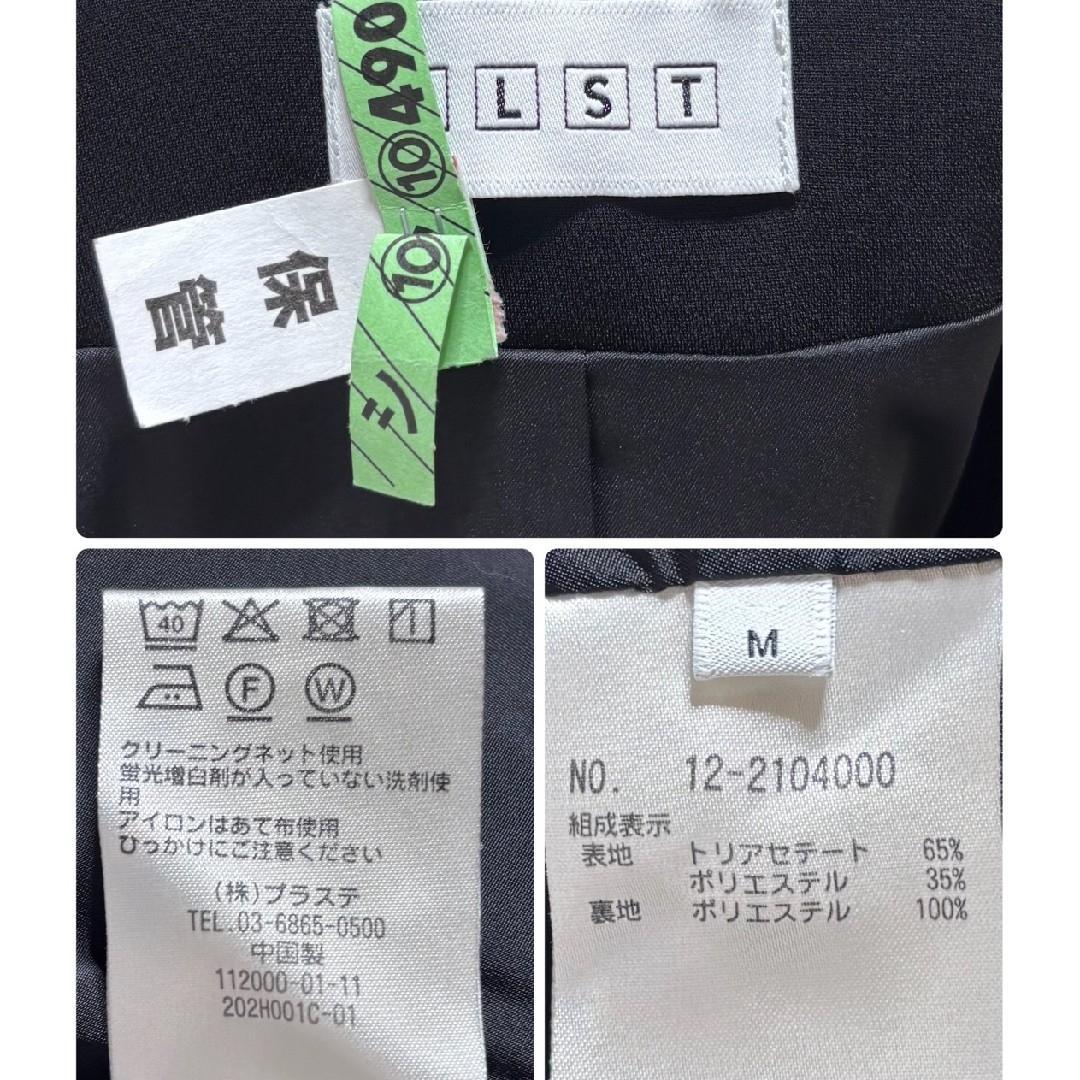 LST
⑩490
⑩
シ
保管
40
F
W
クリーニングネット使用
蛍光増白剤が入っていない洗剤使
用
アイロンはあて布使用
ひっかけにご注意ください
(株)プラステ
TEL.03-6865-0500
中国製
112000-01-11
202H001C-01
M
NO. 12-2104000
組成表示
表地 トリアセテート 65%
ポリエステル 35%
裏地 ポリエステル 100%